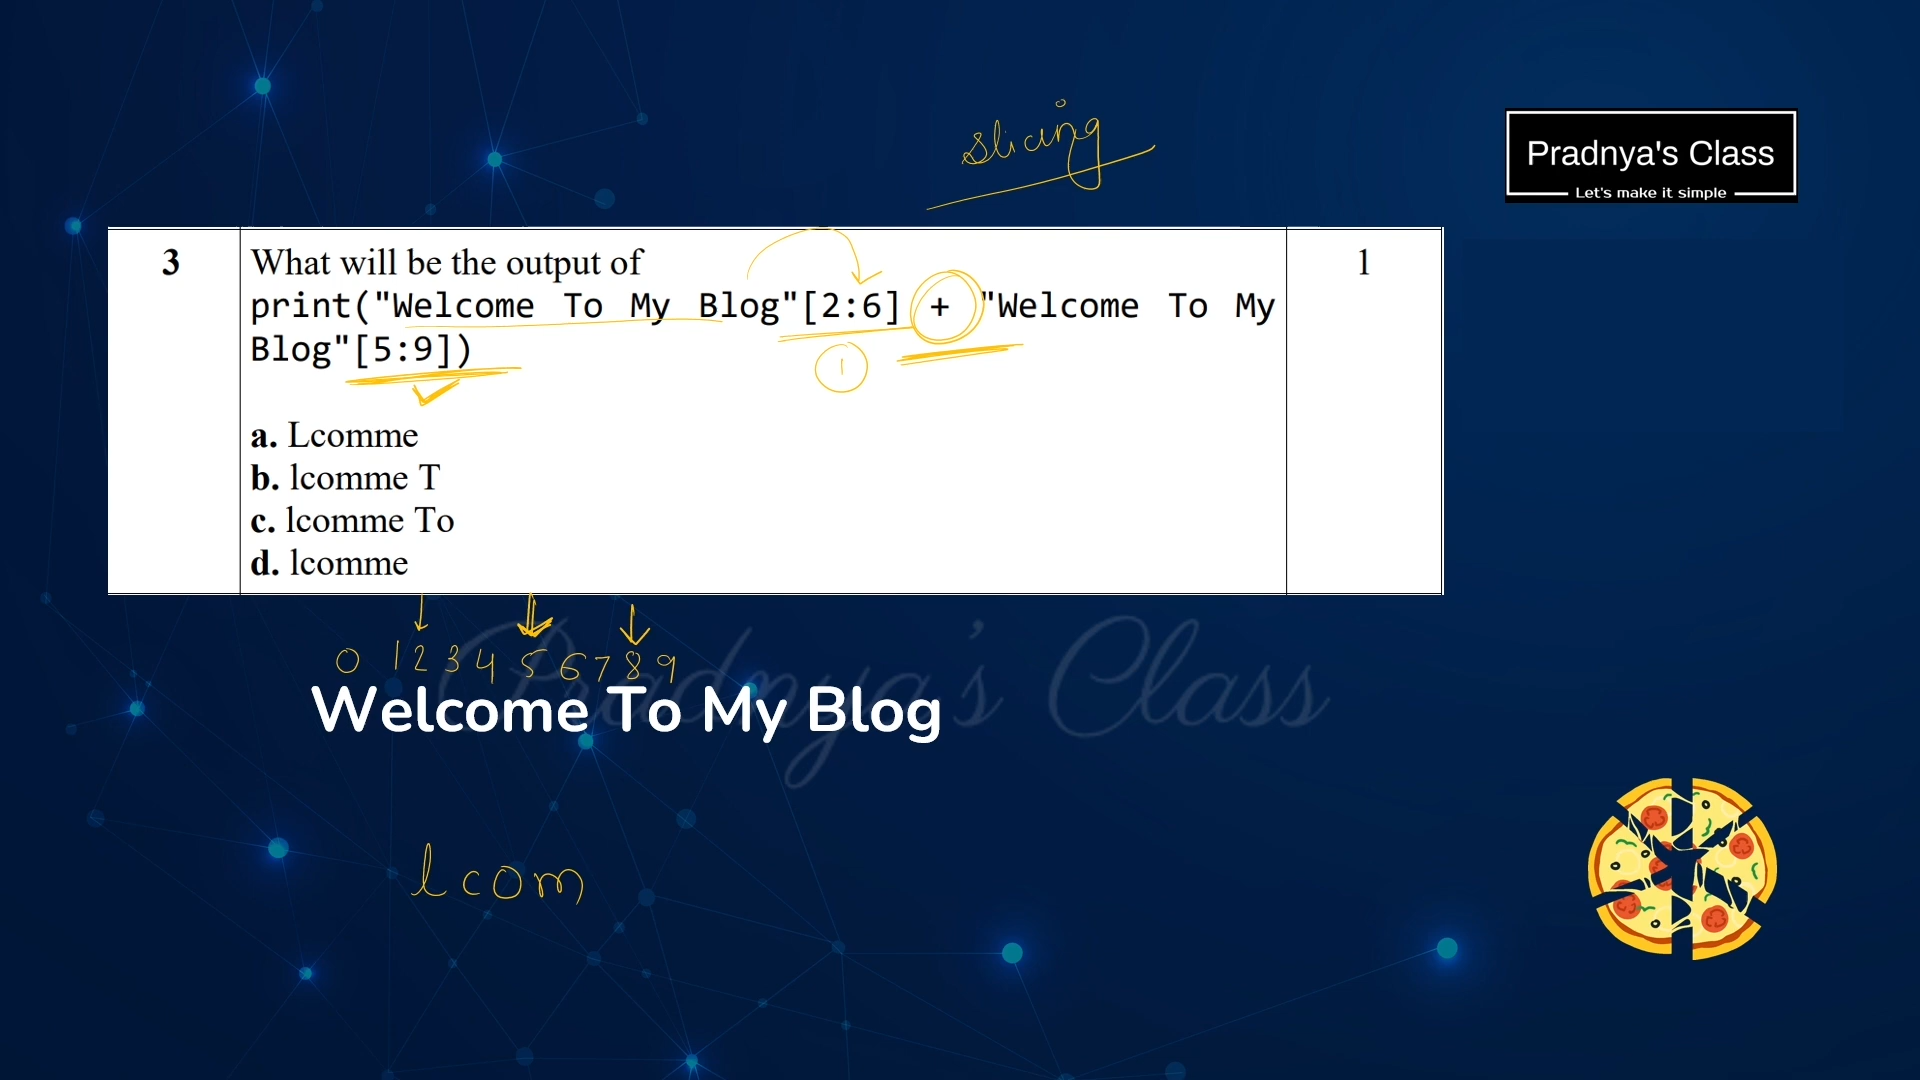 slicing
Pradnya's Class
Let's make it simple
3 What will be the output of 1
print("Welcome To My Blog"[2:6] + "Welcome To My
Blog"[5:9])
1
a. Lcomme
b. lcomme T
c. lcomme To
d. lcomme
0 1 2 3 4 5 6 7 8 9
Pradnya's Class
Welcome To My Blog
lcom